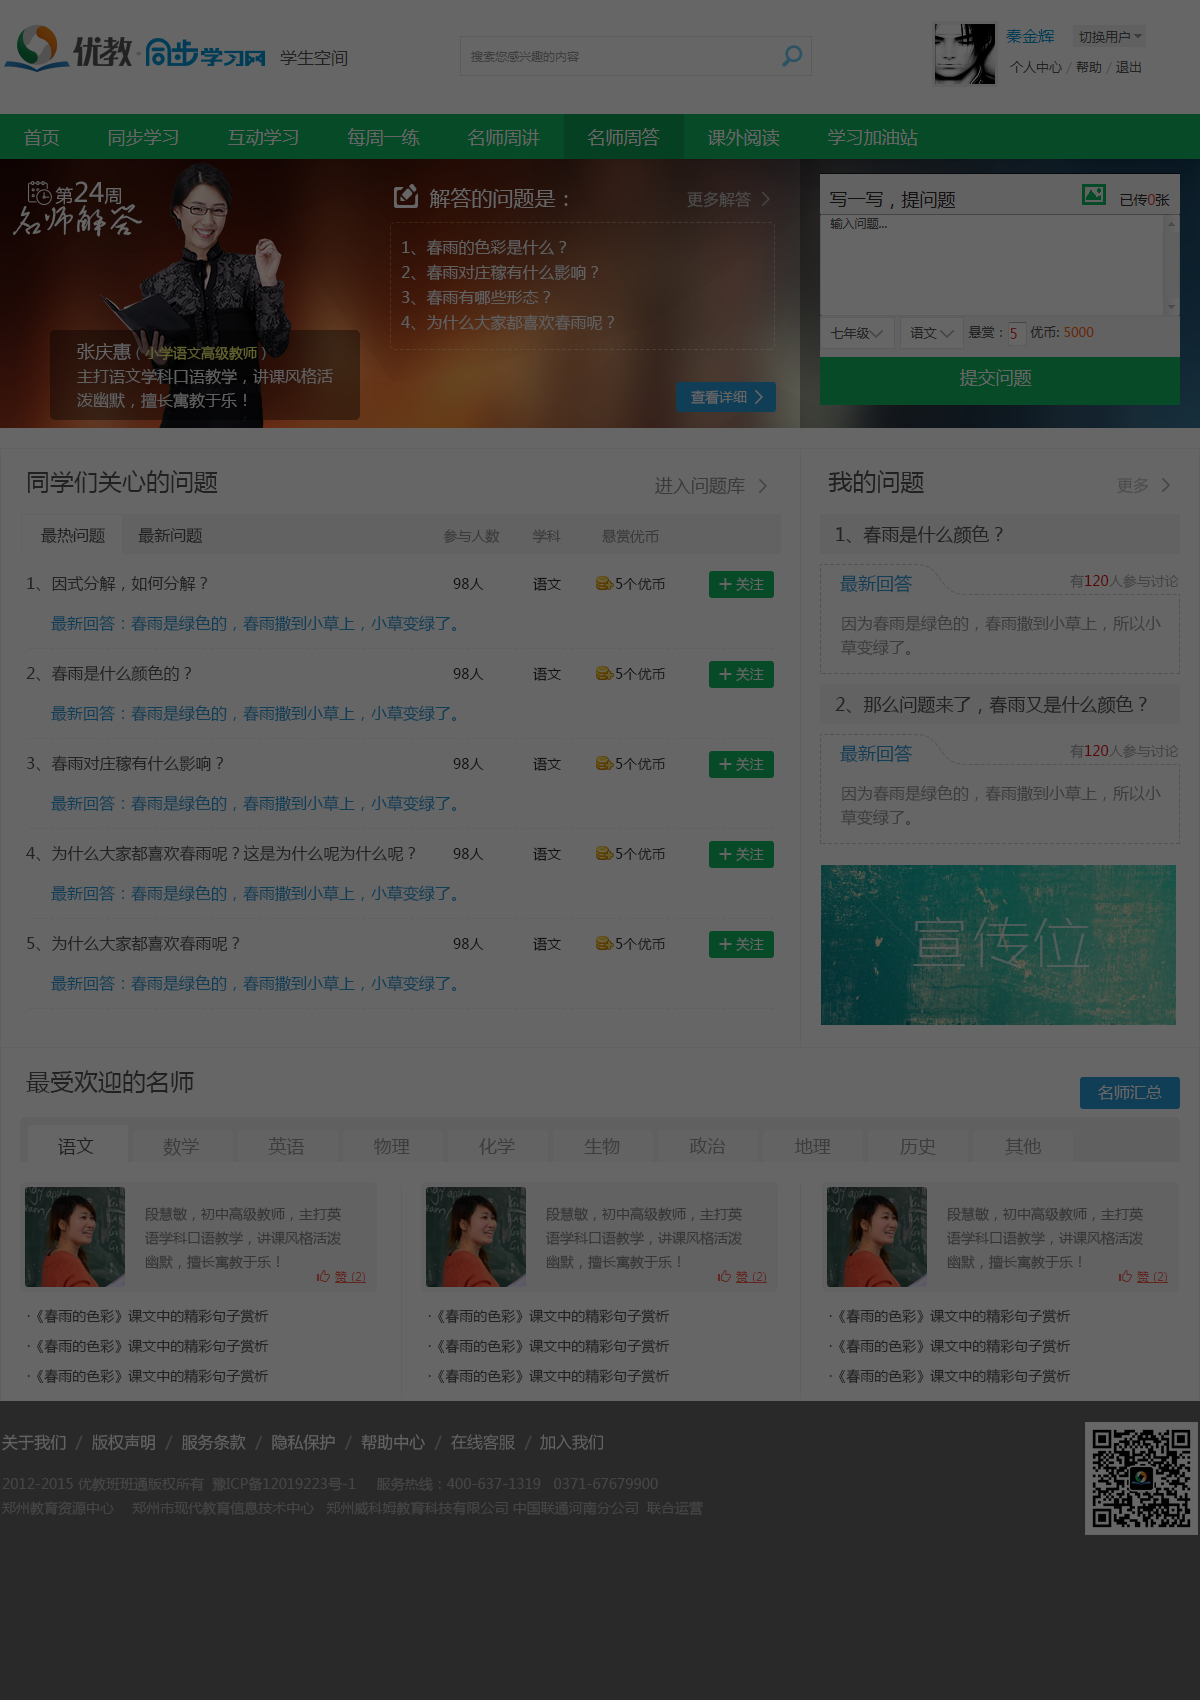 优教·同步学习网 学生空间
搜索您感兴趣的内容
秦金辉 切换用户
个人中心 / 帮助 / 退出
首页 同步学习 互动学习 每周一练 名师周讲 名师周答 课外阅读 学习加油站
第24周
名师解答
张庆惠（小学语文高级教师）
主打语文学科口语教学，讲课风格活
泼幽默，擅长寓教于乐！
解答的问题是： 更多解答
1、春雨的色彩是什么？
2、春雨对庄稼有什么影响？
3、春雨有哪些形态？
4、为什么大家都喜欢春雨呢？
查看详细
写一写，提问题 已传0张
输入问题...
七年级 语文 悬赏：5 优币: 5000
提交问题
同学们关心的问题 进入问题库
最热问题 最新问题 参与人数 学科 悬赏优币
1、因式分解，如何分解？ 98人 语文 5个优币 关注
最新回答：春雨是绿色的，春雨撒到小草上，小草变绿了。
2、春雨是什么颜色的？ 98人 语文 5个优币 关注
最新回答：春雨是绿色的，春雨撒到小草上，小草变绿了。
3、春雨对庄稼有什么影响？ 98人 语文 5个优币 关注
最新回答：春雨是绿色的，春雨撒到小草上，小草变绿了。
4、为什么大家都喜欢春雨呢？这是为什么呢为什么呢？ 98人 语文 5个优币 关注
最新回答：春雨是绿色的，春雨撒到小草上，小草变绿了。
5、为什么大家都喜欢春雨呢？ 98人 语文 5个优币 关注
最新回答：春雨是绿色的，春雨撒到小草上，小草变绿了。
我的问题 更多
1、春雨是什么颜色？
最新回答 有120人参与讨论
因为春雨是绿色的，春雨撒到小草上，所以小
草变绿了。
2、那么问题来了，春雨又是什么颜色？
最新回答 有120人参与讨论
因为春雨是绿色的，春雨撒到小草上，所以小
草变绿了。
宣传位
最受欢迎的名师 名师汇总
语文 数学 英语 物理 化学 生物 政治 地理 历史 其他
段慧敏，初中高级教师，主打英
语学科口语教学，讲课风格活泼
幽默，擅长寓教于乐！
赞 (2)
·《春雨的色彩》课文中的精彩句子赏析
·《春雨的色彩》课文中的精彩句子赏析
·《春雨的色彩》课文中的精彩句子赏析
段慧敏，初中高级教师，主打英
语学科口语教学，讲课风格活泼
幽默，擅长寓教于乐！
赞 (2)
·《春雨的色彩》课文中的精彩句子赏析
·《春雨的色彩》课文中的精彩句子赏析
·《春雨的色彩》课文中的精彩句子赏析
段慧敏，初中高级教师，主打英
语学科口语教学，讲课风格活泼
幽默，擅长寓教于乐！
赞 (2)
·《春雨的色彩》课文中的精彩句子赏析
·《春雨的色彩》课文中的精彩句子赏析
·《春雨的色彩》课文中的精彩句子赏析
关于我们 / 版权声明 / 服务条款 / 隐私保护 / 帮助中心 / 在线客服 / 加入我们
2012-2015 优教班班通版权所有 豫ICP备12019223号-1 服务热线：400-637-1319 0371-67679900
郑州教育资源中心 郑州市现代教育信息技术中心 郑州威科姆教育科技有限公司 中国联通河南分公司 联合运营